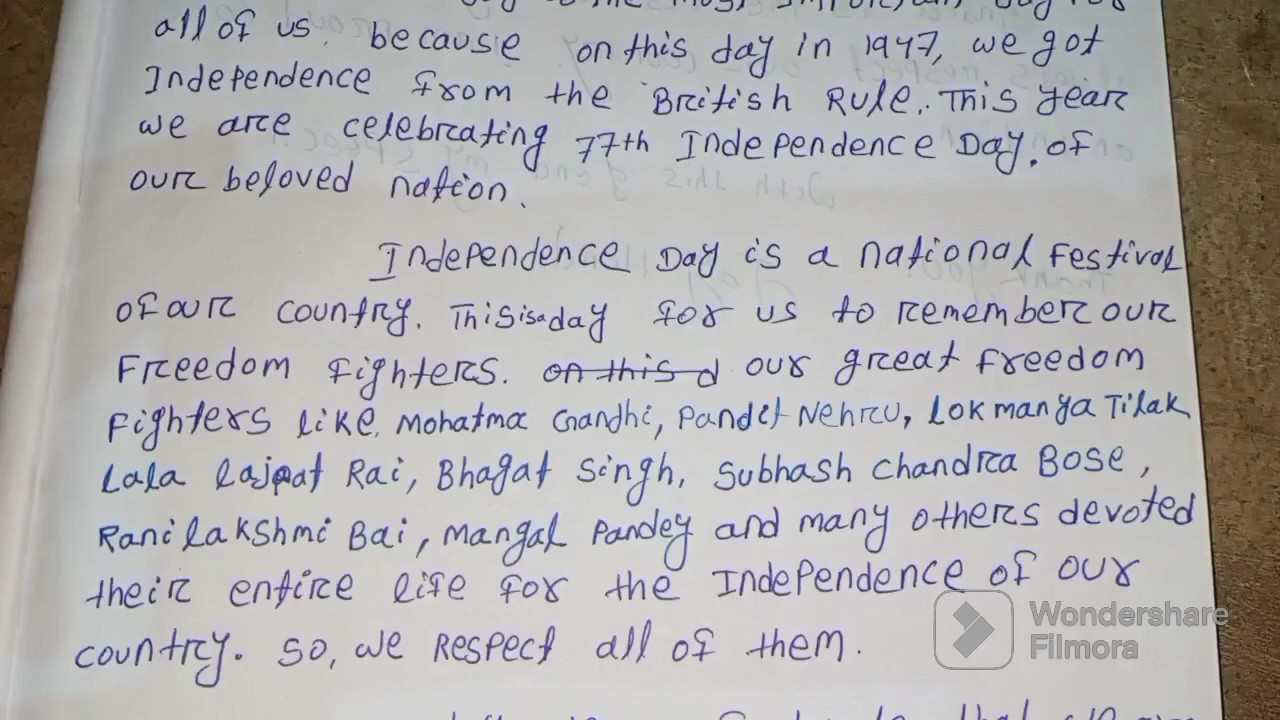 all of us. because on this day in 1947, we got
Independence from the British Rule. This year
we are celebrating 77th Independence Day. of
our beloved nation.
Independence Day is a national Festival
of our country. This is a day for us to remember our
Freedom Fighters. on this d our great freedom
Fighters like. Mohatma Gandhi, Pandit Nehru, Lokmanya Tilak
Lala Lajpat Rai, Bhagat Singh, Subhash Chandra Bose,
Rani Lakshmi Bai, Mangal Pandey and many others devoted
their entire life for the Independence of our
country. So, we Respect all of them.
Wondershare
Filmora